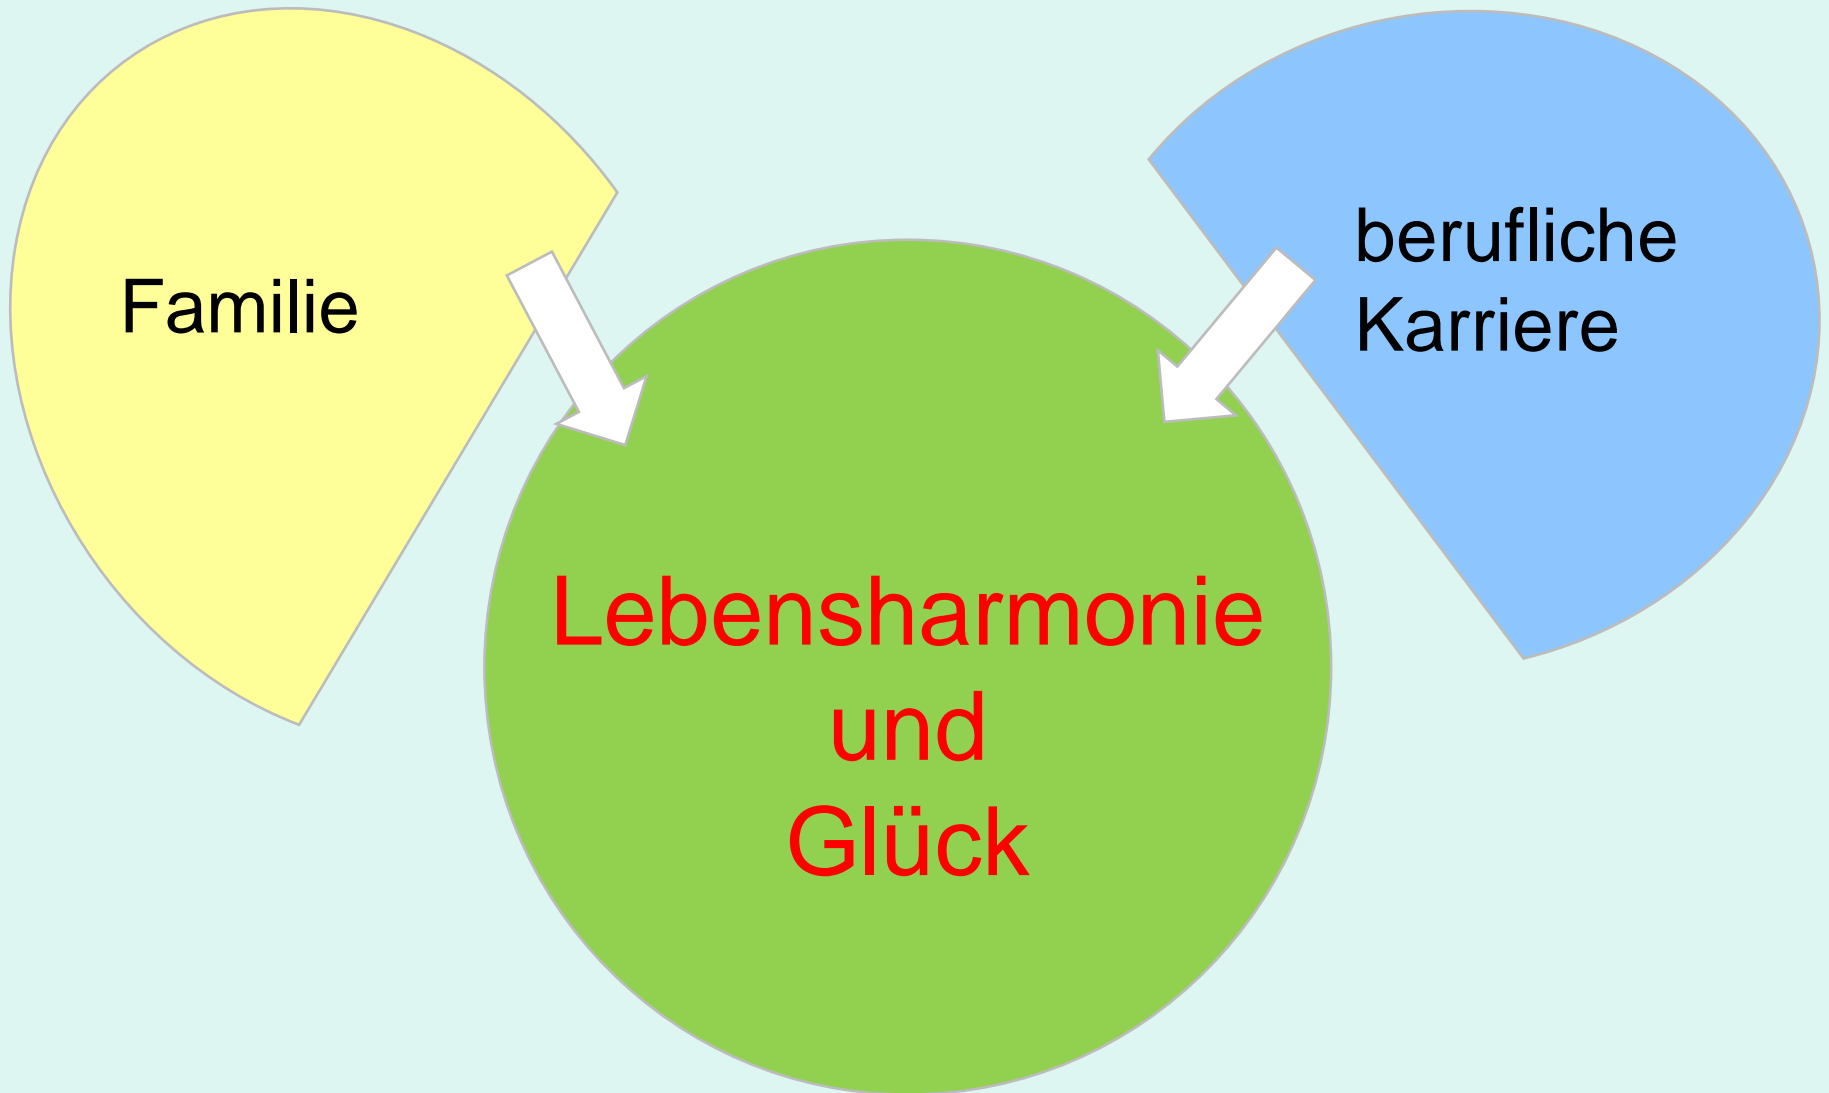 Familie
berufliche
Karriere
Lebensharmonie
und
Glück